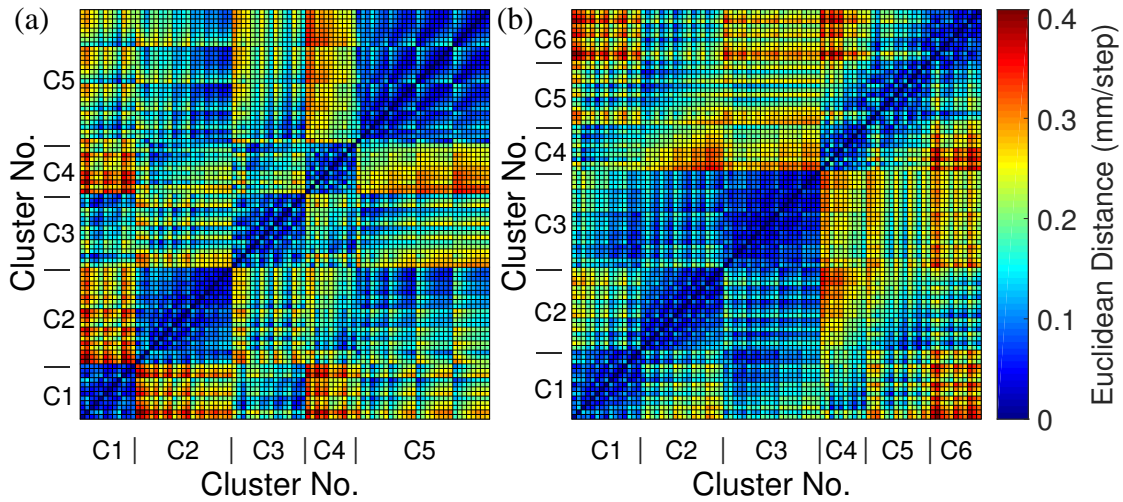 (a)
C5
C4
C3
C2
C1
Cluster No.
C1 | C2 | C3 | C4 | C5
Cluster No.
(b)
C6
C5
C4
C3
C2
C1
Cluster No.
C1 | C2 | C3 | C4 | C5 | C6
Cluster No.
0.4
0.3
0.2
0.1
0
Euclidean Distance (mm/step)